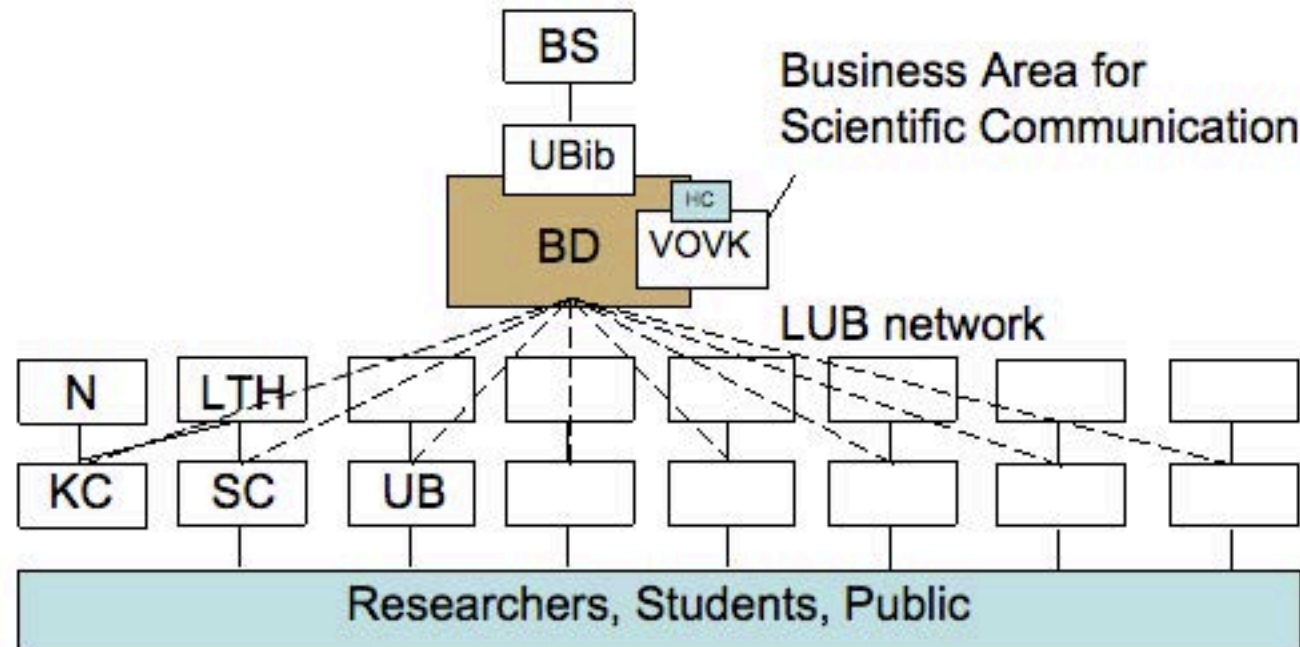 BS
Business Area for
Scientific Communication
UBib
HC
BD
VOVK
LUB network
N
LTH
KC
SC
UB
Researchers, Students, Public